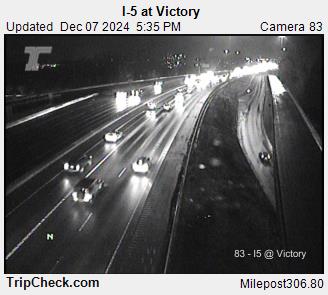 I-5 at Victory
Updated Dec 07 2024 5:35 PM Camera 83
N
83 - I5 @ Victory
TripCheck.com Milepost306.80